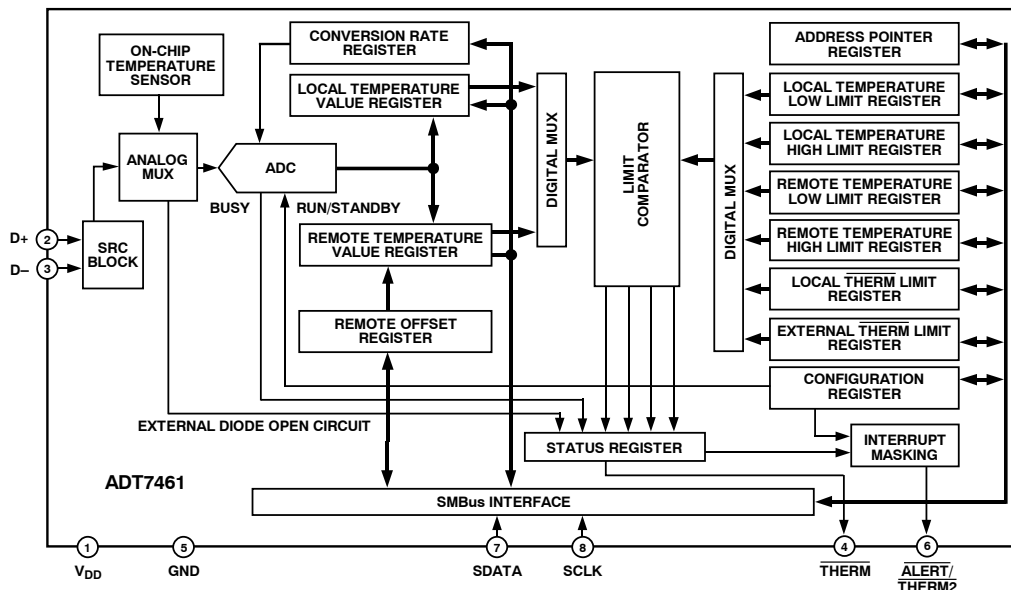 ON-CHIP
TEMPERATURE
SENSOR
CONVERSION RATE
REGISTER
LOCAL TEMPERATURE
VALUE REGISTER
ADDRESS POINTER
REGISTER
LOCAL TEMPERATURE
LOW LIMIT REGISTER
LOCAL TEMPERATURE
HIGH LIMIT REGISTER
REMOTE TEMPERATURE
LOW LIMIT REGISTER
REMOTE TEMPERATURE
HIGH LIMIT REGISTER
LOCAL THERM LIMIT
REGISTER
EXTERNAL THERM LIMIT
REGISTER
CONFIGURATION
REGISTER
ANALOG
MUX
ADC
BUSY
RUN/STANDBY
DIGITAL MUX
LIMIT
COMPARATOR
DIGITAL MUX
D+
2
D–
3
SRC
BLOCK
REMOTE TEMPERATURE
VALUE REGISTER
REMOTE OFFSET
REGISTER
EXTERNAL DIODE OPEN CIRCUIT
STATUS REGISTER
INTERRUPT
MASKING
ADT7461
SMBus INTERFACE
1
5
7
8
4
6
VDD
GND
SDATA
SCLK
THERM
ALERT/
THERM2